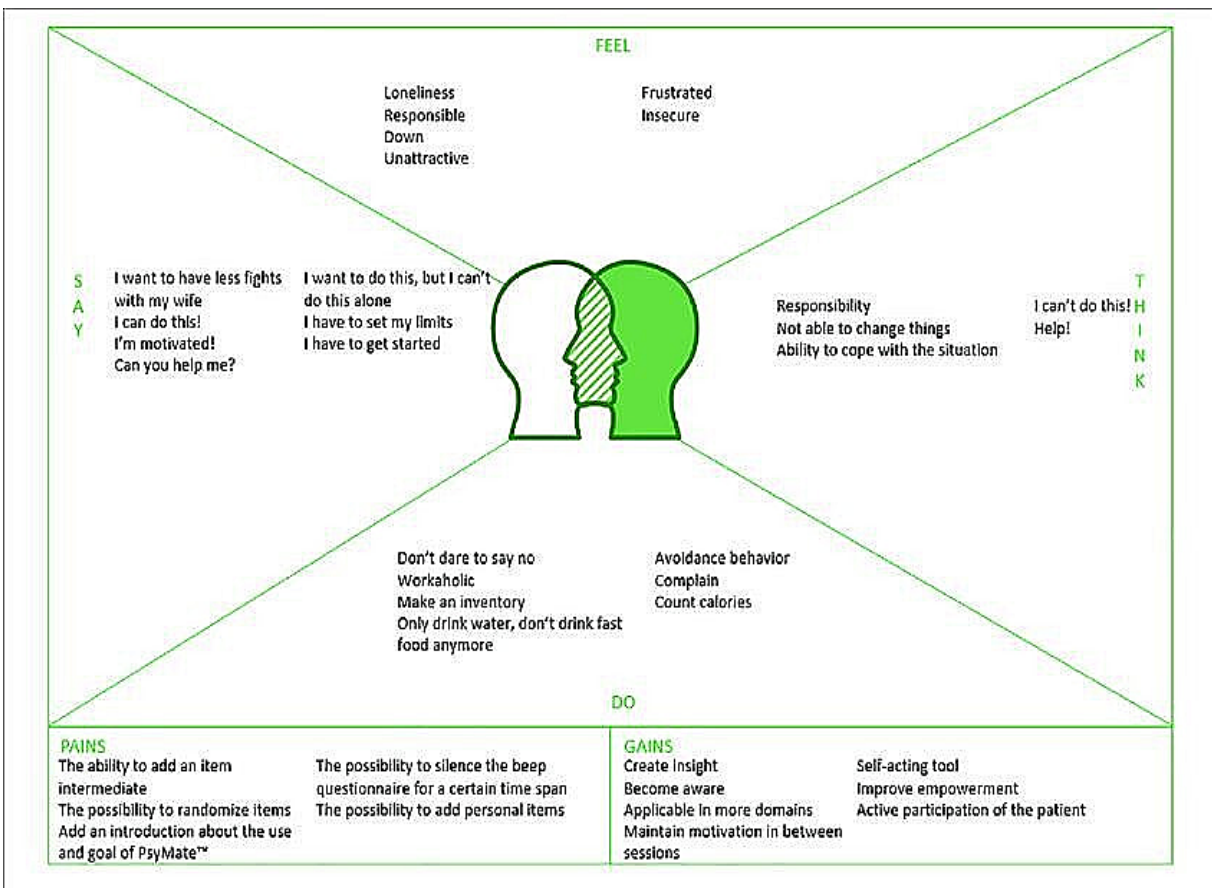 FEEL
Loneliness
Responsible
Down
Unattractive
Frustrated
Insecure
SAY
I want to have less fights
with my wife
I can do this!
I'm motivated!
Can you help me?
I want to do this, but I can't
do this alone
I have to set my limits
I have to get started
Responsibility
Not able to change things
Ability to cope with the situation
I can't do this!
Help!
THINK
Don't dare to say no
Workaholic
Make an inventory
Only drink water, don't drink fast
food anymore
Avoidance behavior
Complain
Count calories
DO
PAINS
The ability to add an item
intermediate
The possibility to randomize items
Add an introduction about the use
and goal of PsyMate™
The possibility to silence the beep
questionnaire for a certain time span
The possibility to add personal items
GAINS
Create Insight
Become aware
Applicable in more domains
Maintain motivation in between
sessions
Self-acting tool
Improve empowerment
Active participation of the patient